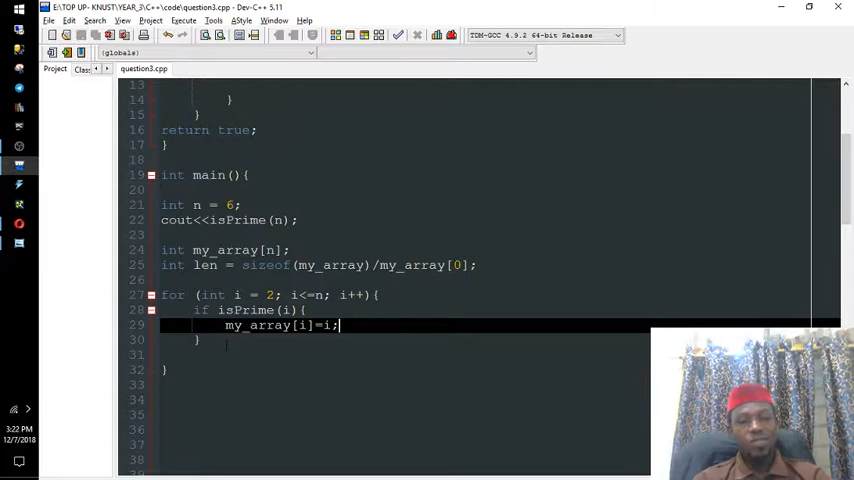 E:\TOP UP- KNUST\YEAR_3\C++\code\question3.cpp - Dev-C++ 5.11
File Edit Search View Project Execute Tools AStyle Window Help
TDM-GCC 4.9.2 64-bit Release
(globals)
Project Clas question3.cpp
13
14 }
15 }
16 return true;
17 }
18
19 int main(){
20
21 int n = 6;
22 cout<<isPrime(n);
23
24 int my_array[n];
25 int len = sizeof(my_array)/my_array[0];
26
27 for (int i = 2; i<=n; i++){
28 if isPrime(i){
29 my_array[i]=i;
30 }
31
32 }
33
34
35
36
37
38
39
3:22 PM
12/7/2018